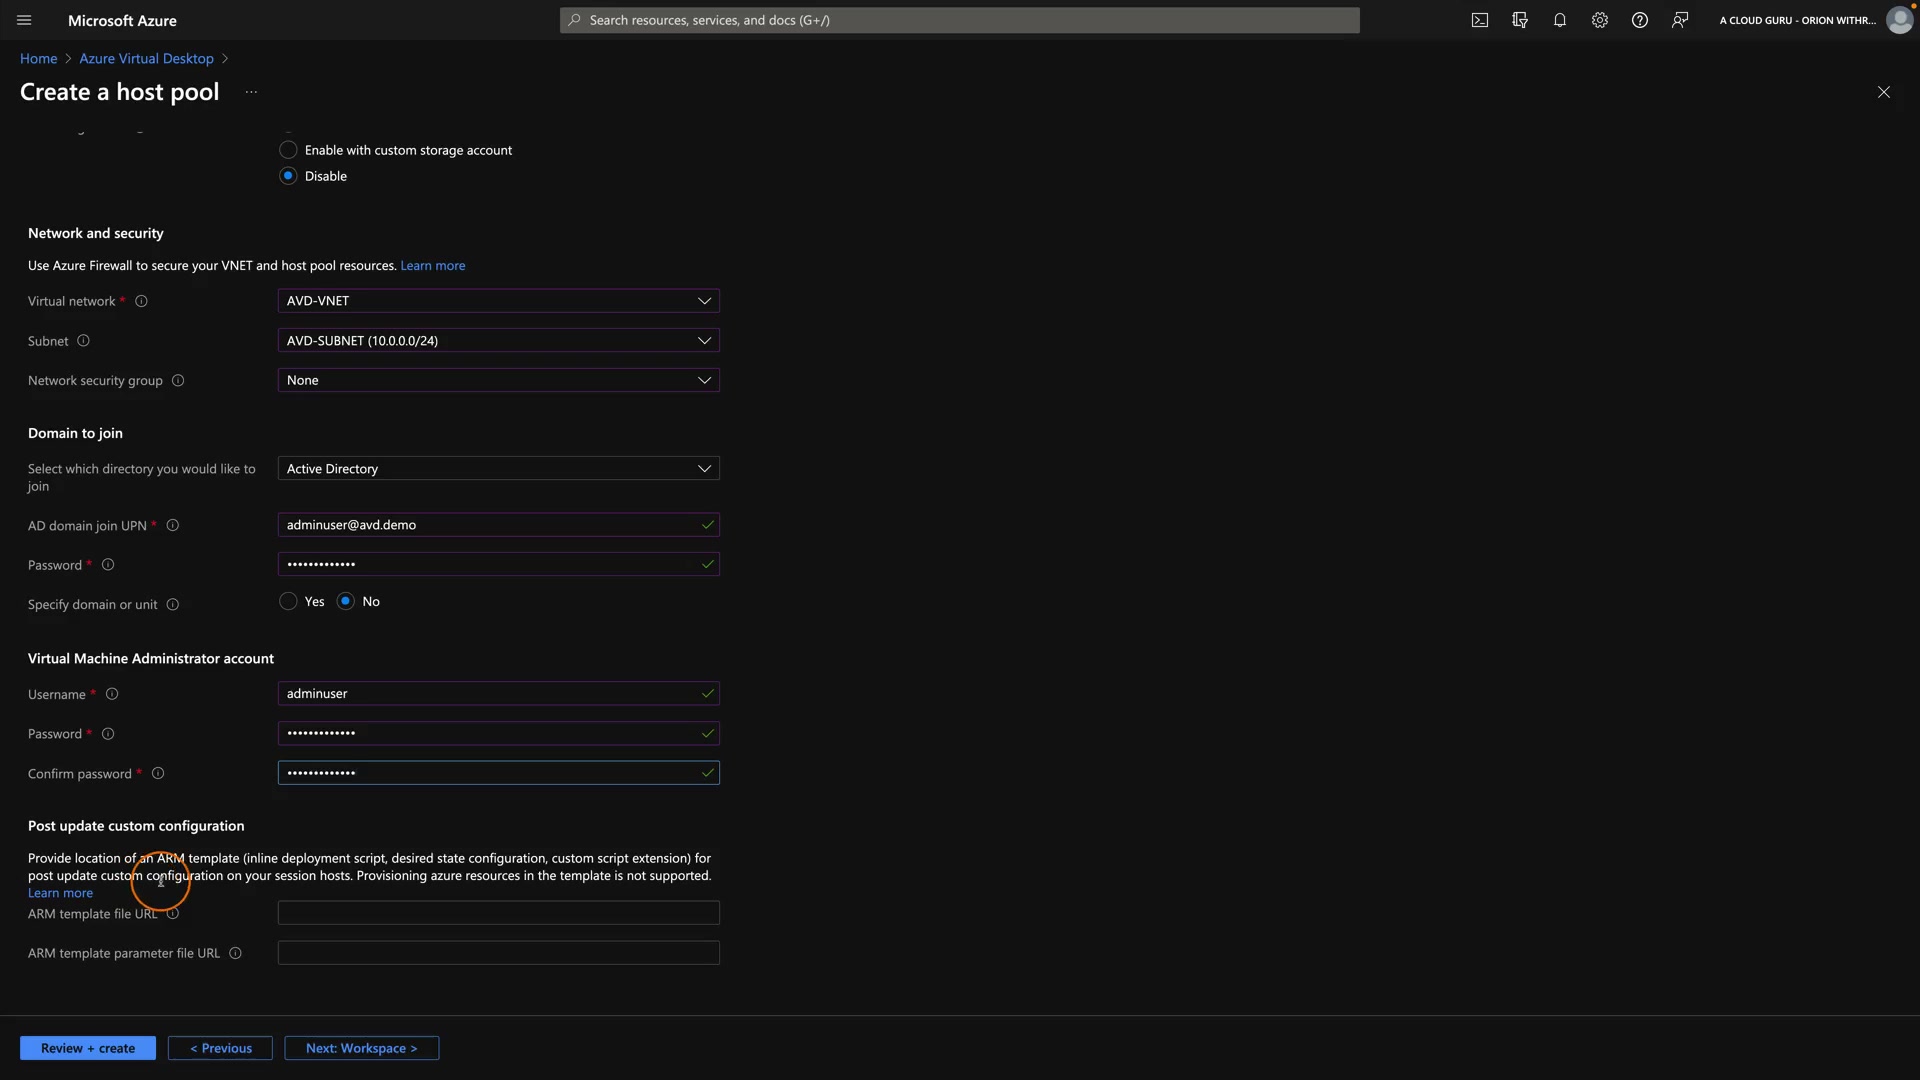 Microsoft Azure
Search resources, services, and docs (G+/)
A CLOUD GURU - ORION WITHR...
Home > Azure Virtual Desktop >
Create a host pool ...
Enable with custom storage account
Disable
Network and security
Use Azure Firewall to secure your VNET and host pool resources. Learn more
Virtual network *
AVD-VNET
Subnet
AVD-SUBNET (10.0.0.0/24)
Network security group
None
Domain to join
Select which directory you would like to
join
Active Directory
AD domain join UPN *
adminuser@avd.demo
Password *
•••••••••••••
Specify domain or unit
Yes
No
Virtual Machine Administrator account
Username *
adminuser
Password *
•••••••••••••
Confirm password *
•••••••••••••
Post update custom configuration
Provide location of an ARM template (inline deployment script, desired state configuration, custom script extension) for
post update custom configuration on your session hosts. Provisioning azure resources in the template is not supported.
Learn more
ARM template file URL
ARM template parameter file URL
Review + create
< Previous
Next: Workspace >